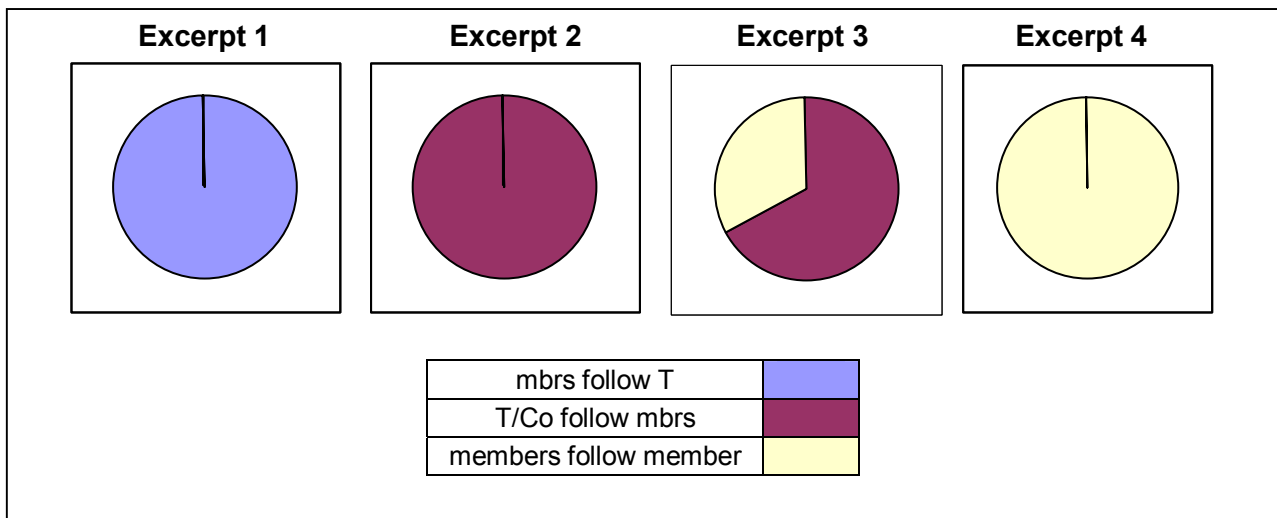 Excerpt 1 Excerpt 2 Excerpt 3 Excerpt 4
mbrs follow T
T/Co follow mbrs
members follow member